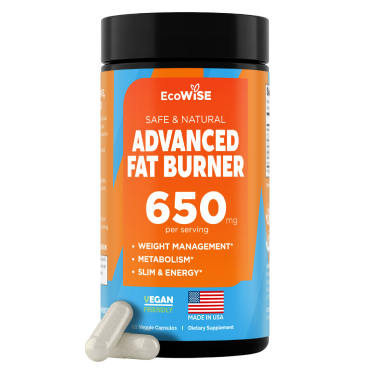 EcoWiSE
SAFE & NATURAL
ADVANCED
FAT BURNER
650mg
per serving
• WEIGHT MANAGEMENT*
• METABOLISM*
• SLIM & ENERGY*
VEGAN
FRIENDLY
MADE IN USA
Veggie Capsules | Dietary Supplement